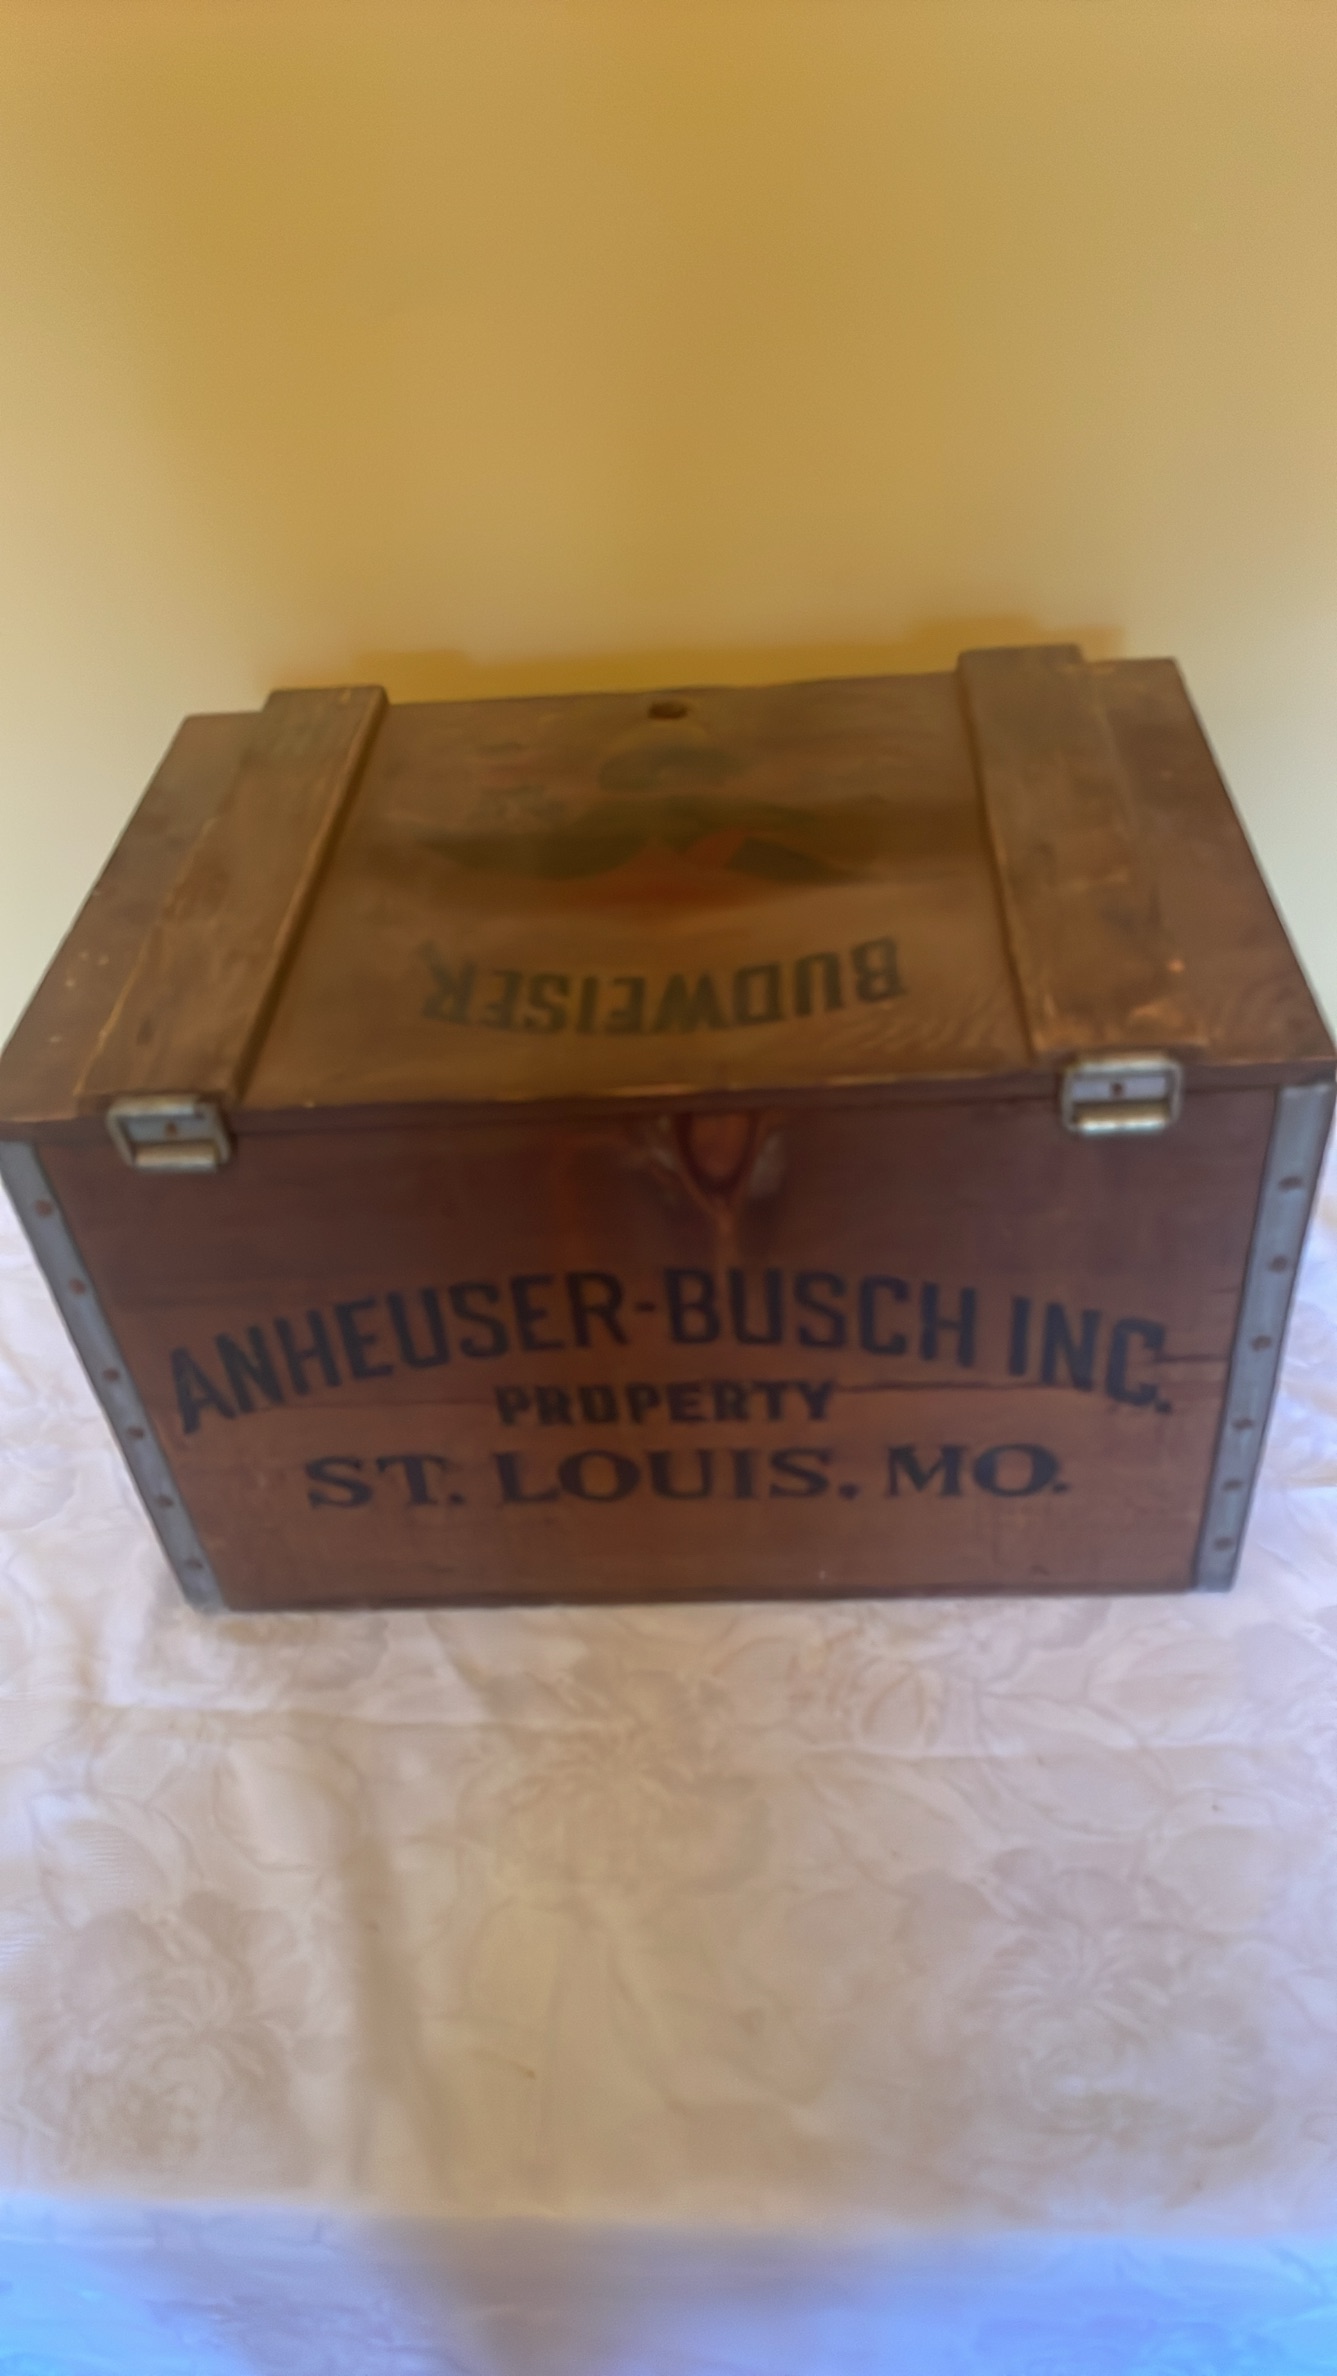 BUDWEISER
ANHEUSER-BUSCH INC.
PROPERTY
ST. LOUIS. MO.